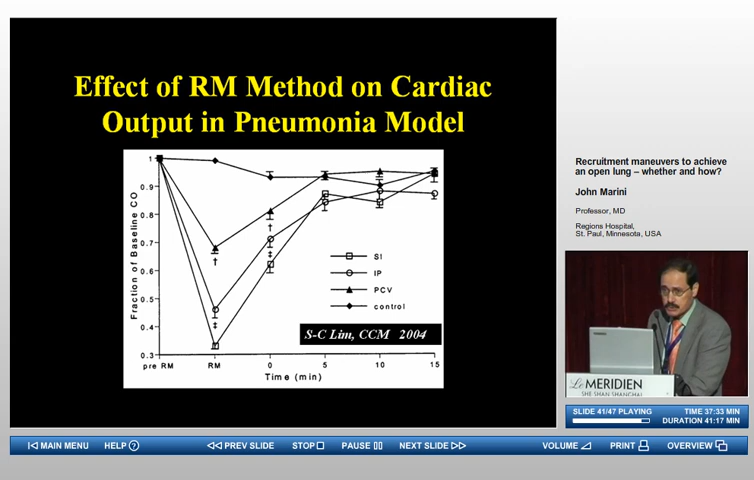 Effect of RM Method on Cardiac
Output in Pneumonia Model
Fraction of Baseline CO
1
0.9
0.8
0.7
0.6
0.5
0.4
0.3
†
‡
†
‡
SI
IP
PCV
control
S-C Lim, CCM 2004
pre RM RM 0 5 10 15
Time (min)
Recruitment maneuvers to achieve
an open lung – whether and how?
John Marini
Professor, MD
Regions Hospital,
St. Paul, Minnesota, USA
Le MERIDIEN
SHE SHAN SHANGHAI
SLIDE 41/47 PLAYING TIME 37:33 MIN
DURATION 41:17 MIN
MAIN MENU HELP ? PREV SLIDE STOP PAUSE NEXT SLIDE VOLUME PRINT OVERVIEW